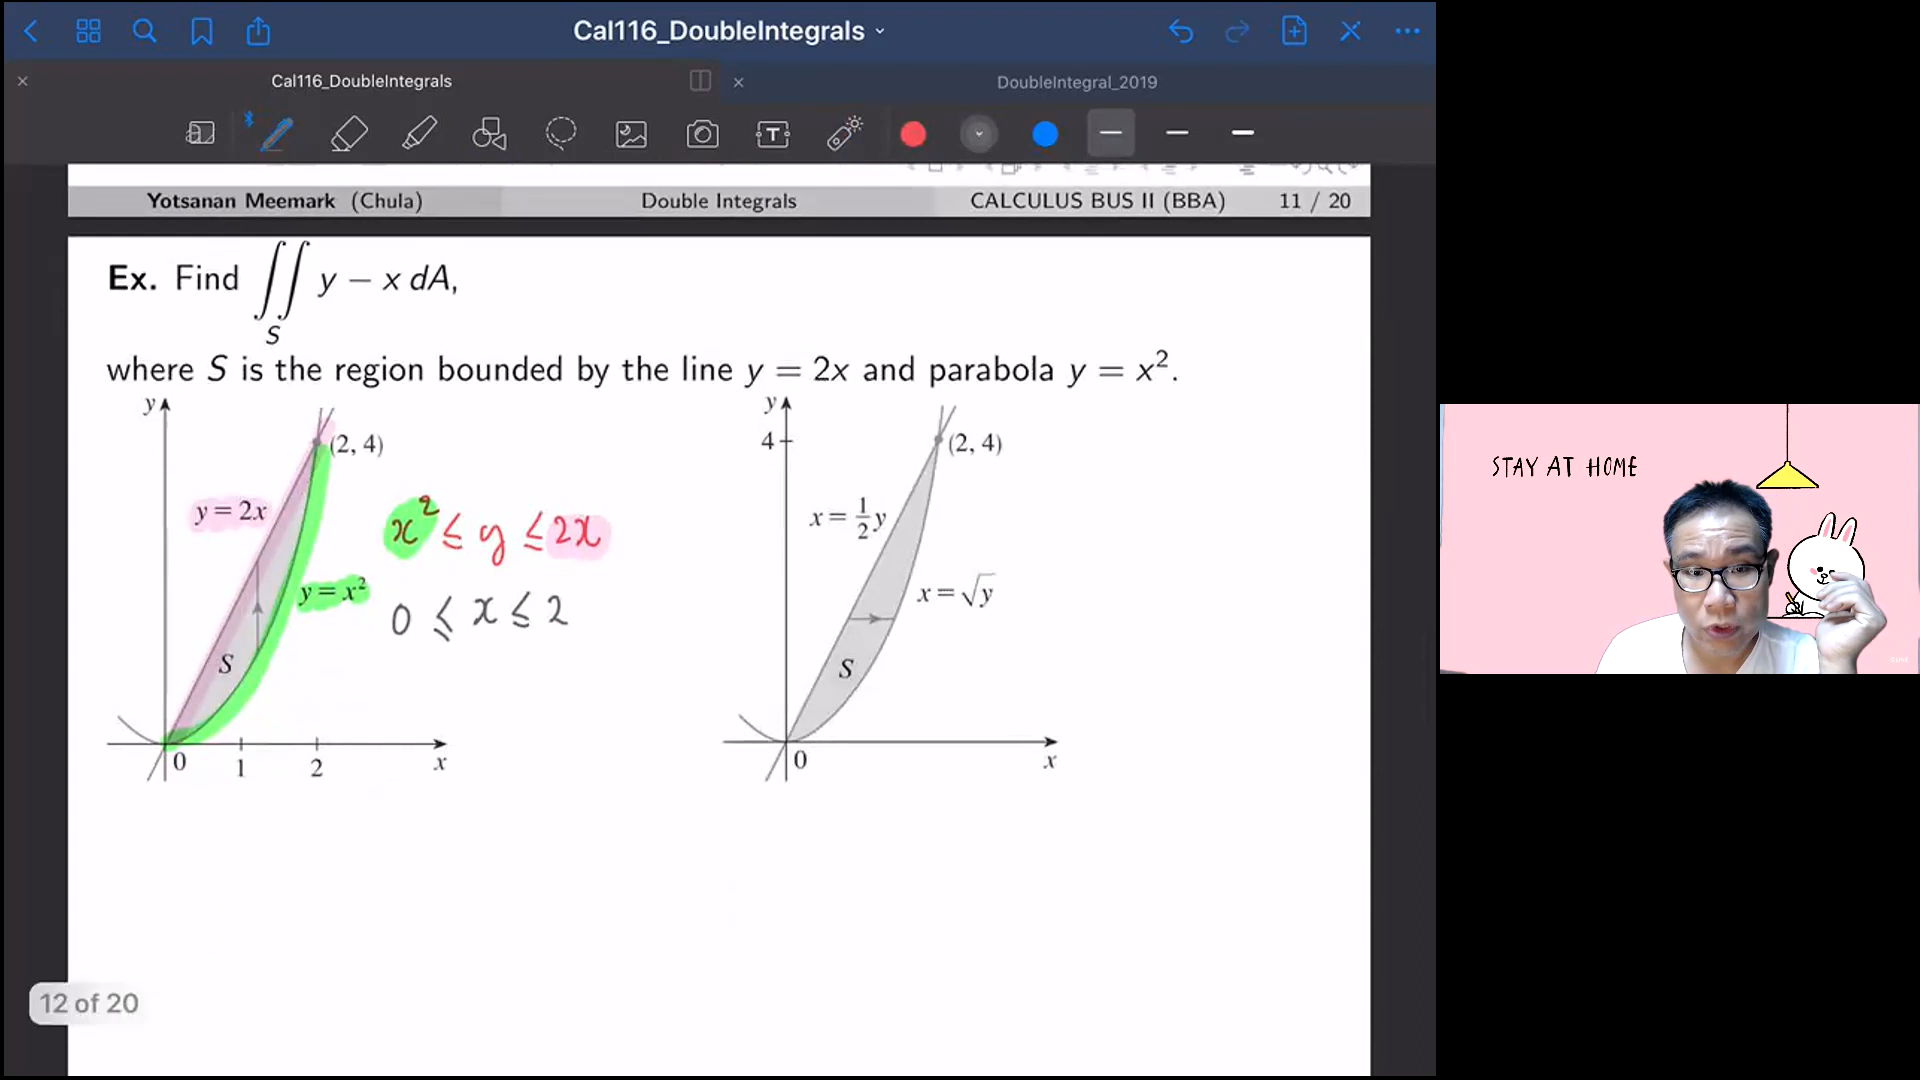 Cal116_DoubleIntegrals
Cal116_DoubleIntegrals
DoubleIntegral_2019
T
Yotsanan Meemark (Chula) Double Integrals CALCULUS BUS II (BBA) 11 / 20
Ex. Find ∬ y − x dA,
S
where S is the region bounded by the line y = 2x and parabola y = x².
y
(2, 4)
y = 2x
x² ≤ y ≤ 2x
y = x²
0 ≤ x ≤ 2
S
0 1 2 x
y
4
(2, 4)
x = 1/2 y
x = √y
S
0 x
12 of 20
STAY AT HOME